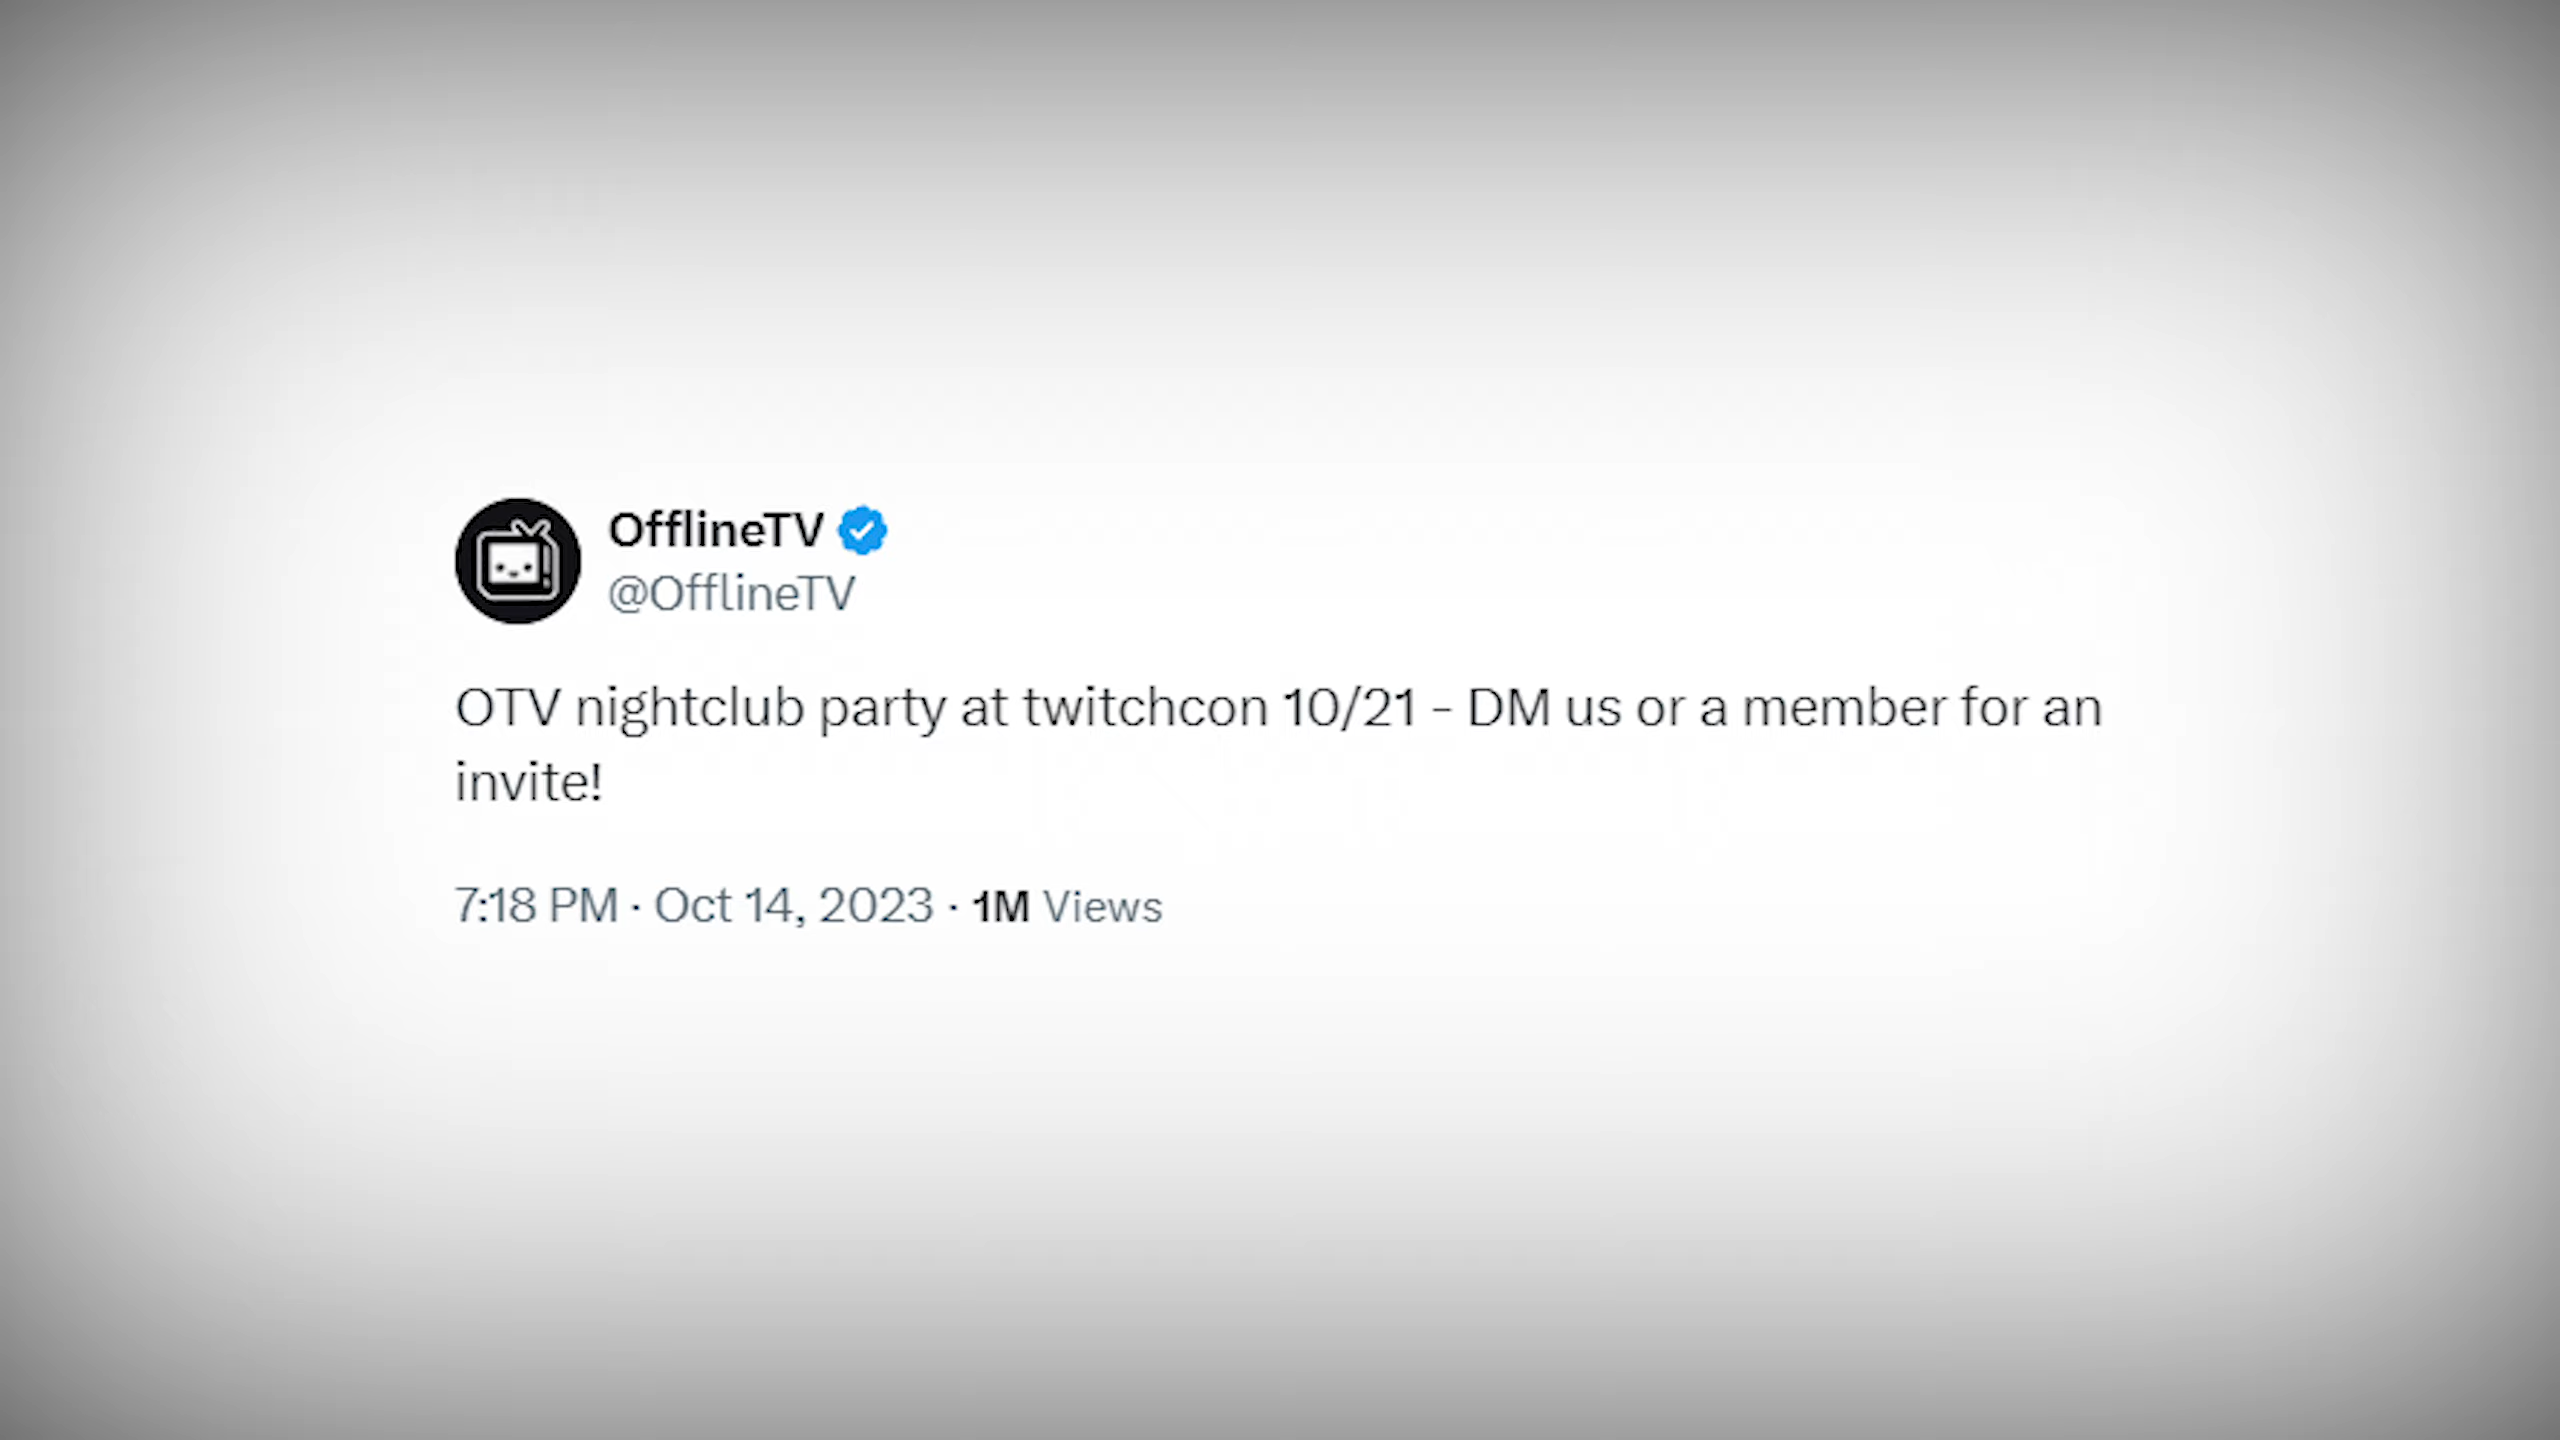 OfflineTV
@OfflineTV
OTV nightclub party at twitchcon 10/21 - DM us or a member for an
invite!
7:18 PM · Oct 14, 2023 · 1M Views